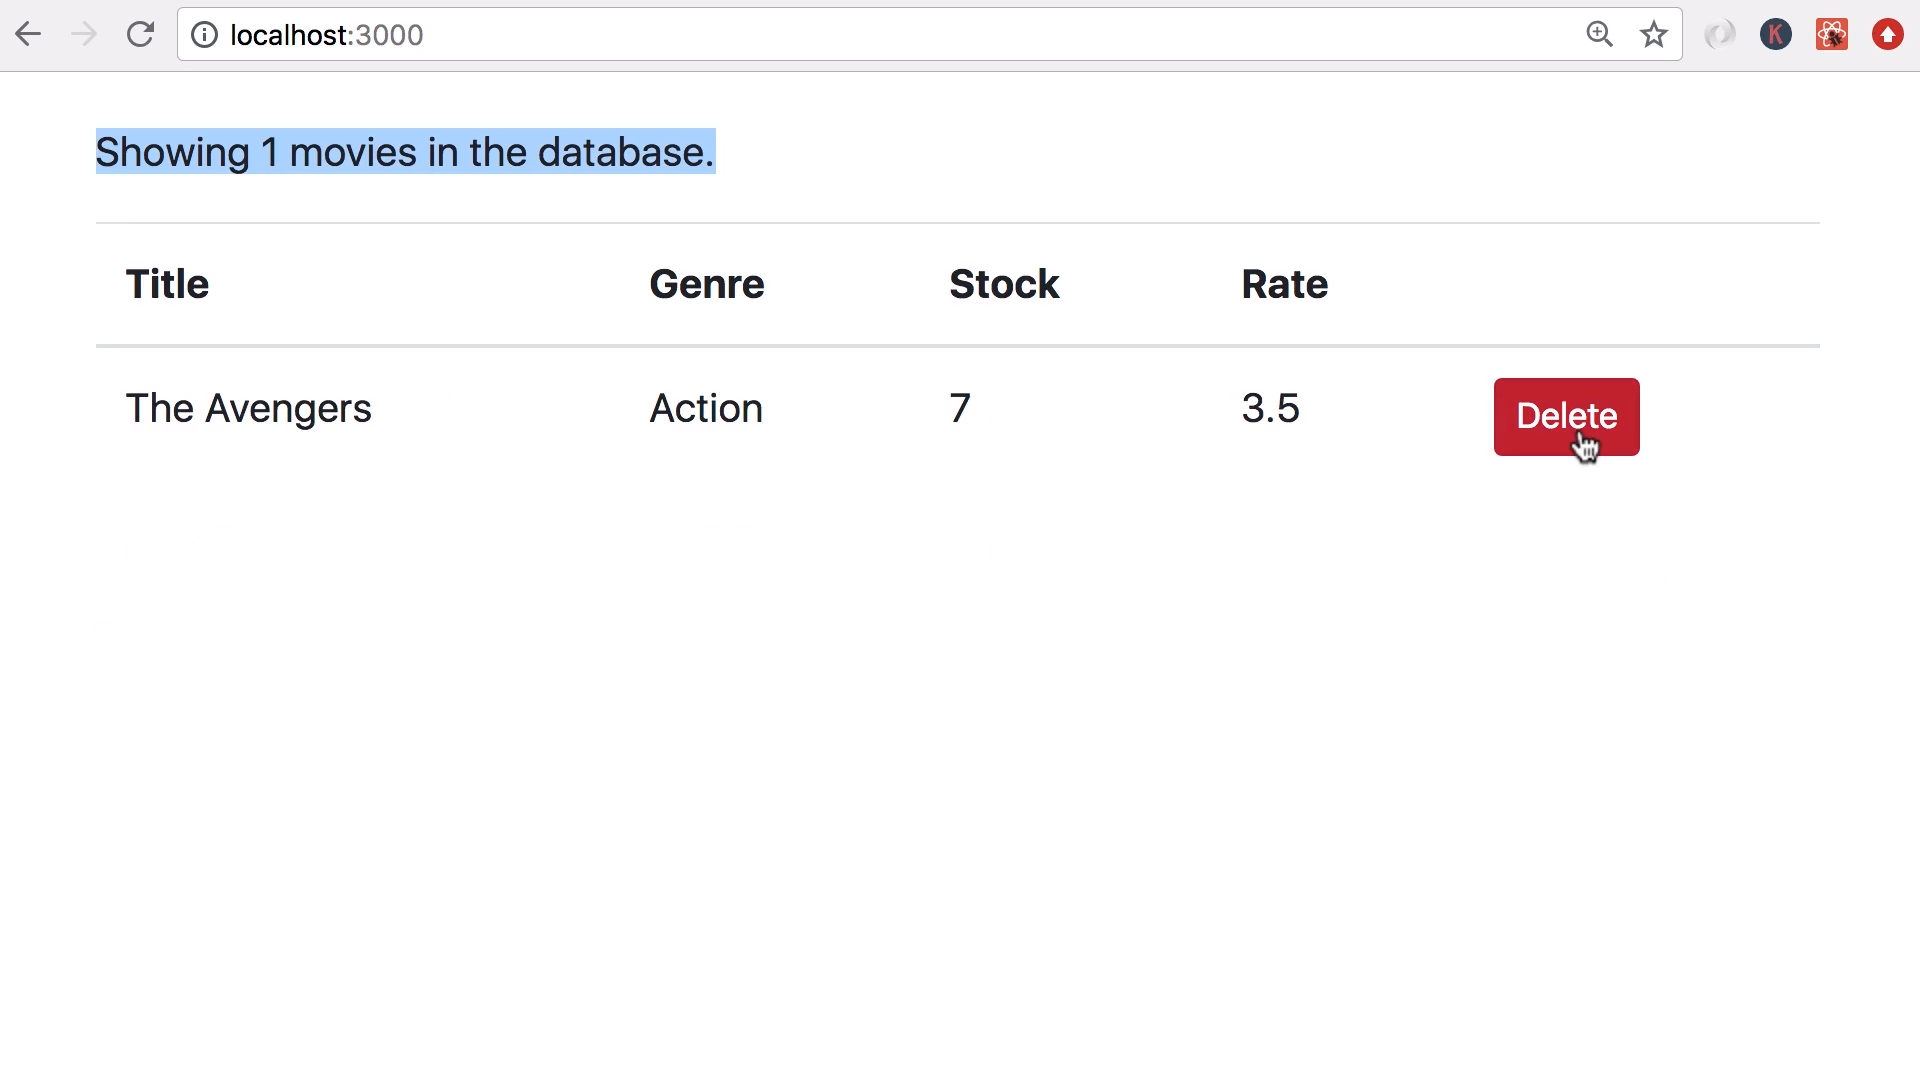 localhost:3000
K
Showing 1 movies in the database.
Title Genre Stock Rate
The Avengers Action 7 3.5 Delete